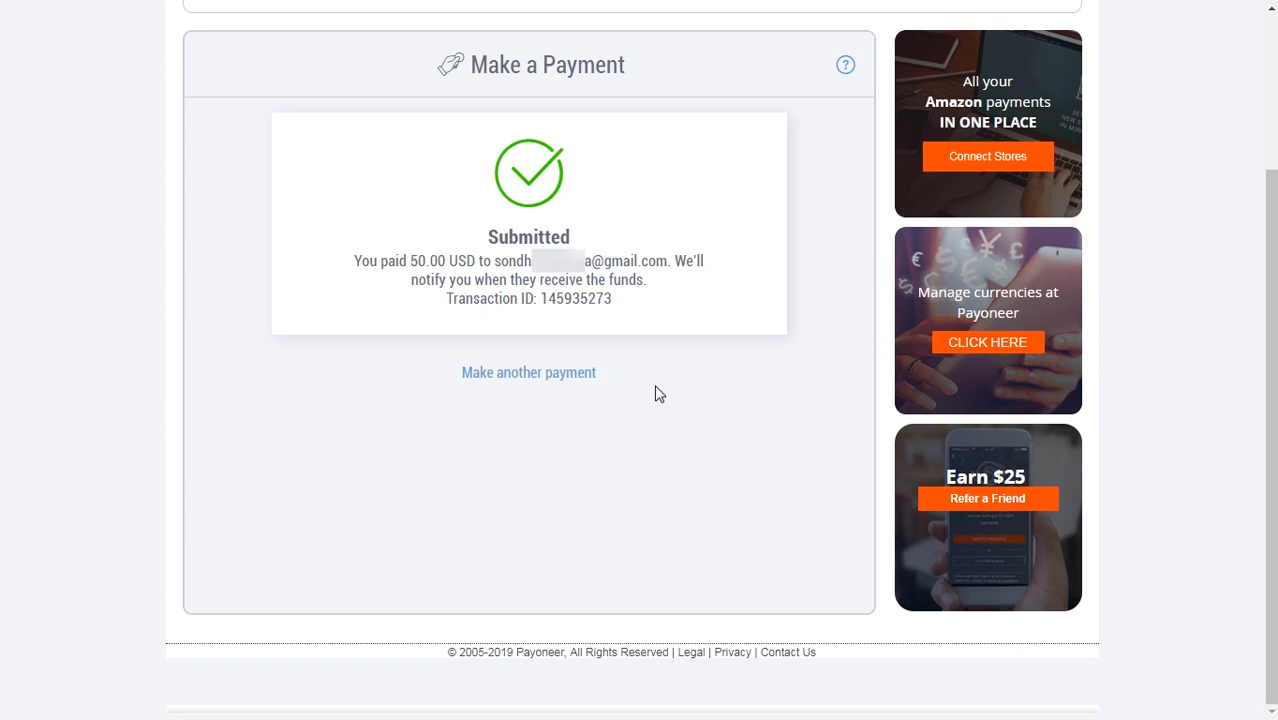 Make a Payment
?
Submitted
You paid 50.00 USD to sondh a@gmail.com. We'll
notify you when they receive the funds.
Transaction ID: 145935273
Make another payment
All your
Amazon payments
IN ONE PLACE
Connect Stores
Manage currencies at
Payoneer
CLICK HERE
Earn $25
Refer a Friend
© 2005-2019 Payoneer, All Rights Reserved | Legal | Privacy | Contact Us